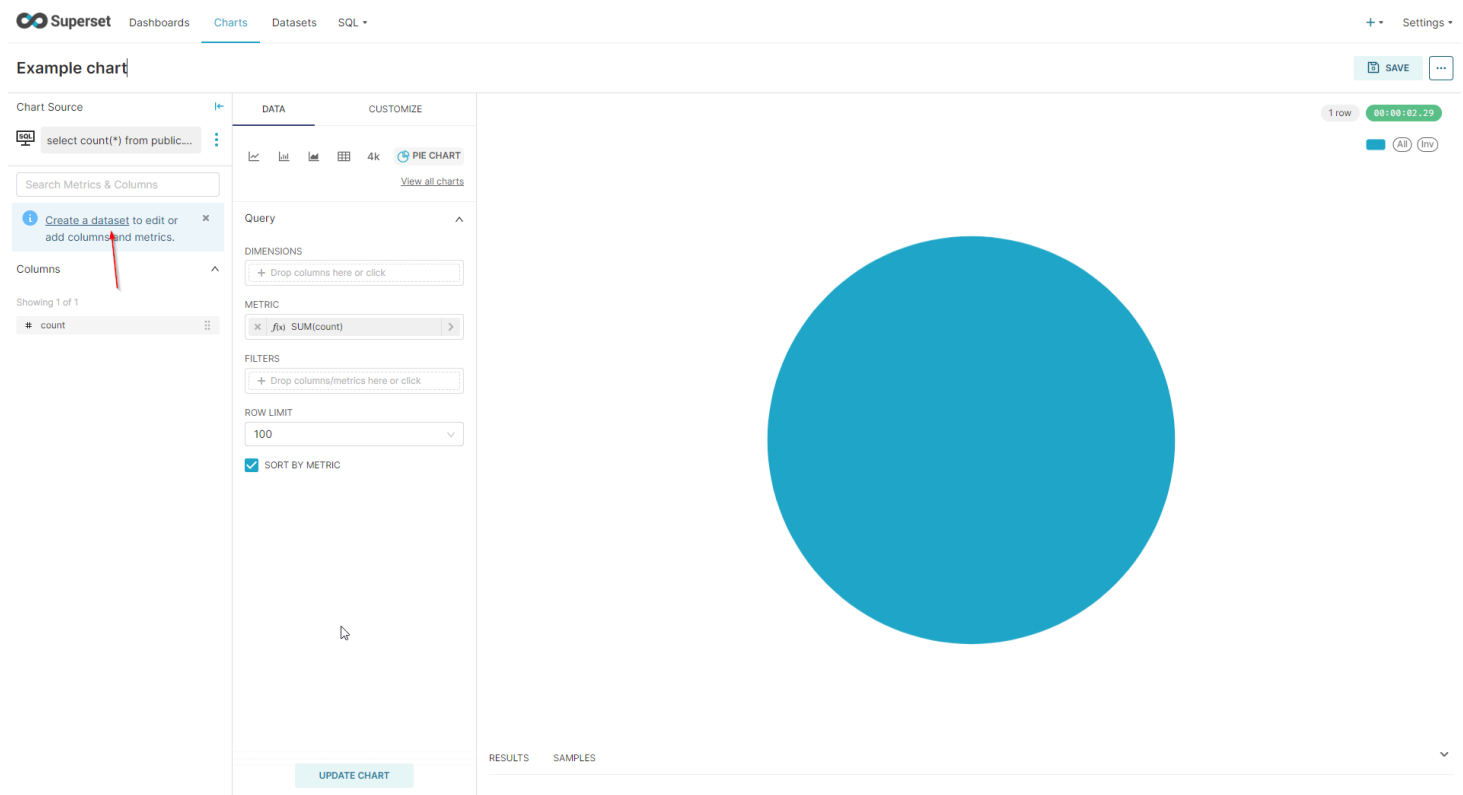 Superset Dashboards Charts Datasets SQL Settings
Example chart
SAVE
Chart Source
select count(*) from public....
Search Metrics & Columns
Create a dataset to edit or
add columns and metrics.
Columns
Showing 1 of 1
# count
DATA CUSTOMIZE
4k PIE CHART
View all charts
Query
DIMENSIONS
+ Drop columns here or click
METRIC
f(x) SUM(count)
FILTERS
+ Drop columns/metrics here or click
ROW LIMIT
100
SORT BY METRIC
UPDATE CHART
1 row 00:00:02.29
All Inv
RESULTS SAMPLES